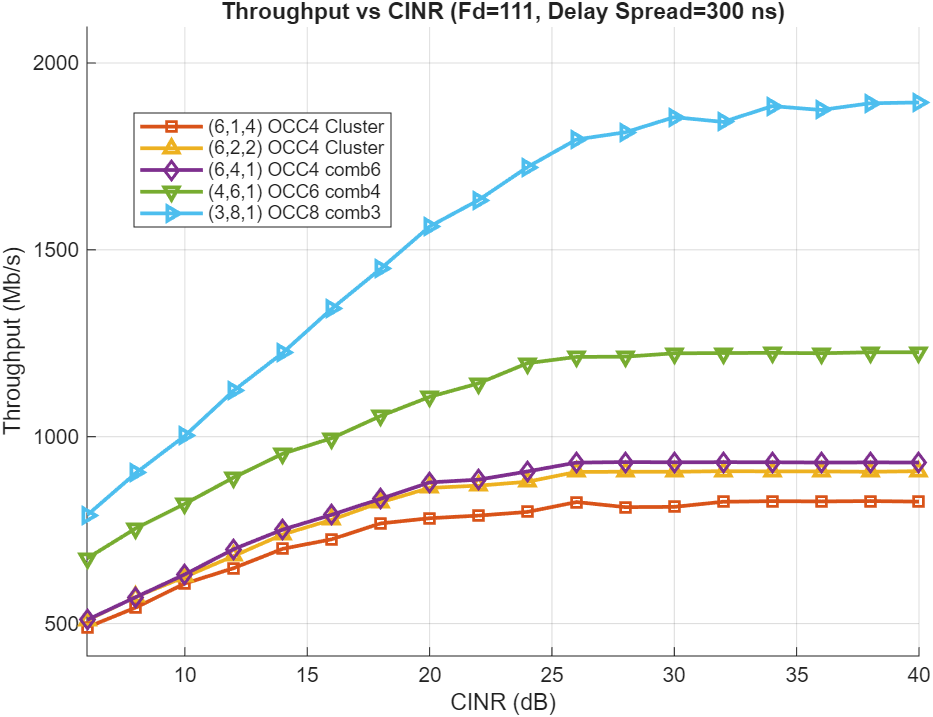 Throughput vs CINR (Fd=111, Delay Spread=300 ns)
Throughput (Mb/s)
2000
1500
1000
500
(6,1,4) OCC4 Cluster
(6,2,2) OCC4 Cluster
(6,4,1) OCC4 comb6
(4,6,1) OCC6 comb4
(3,8,1) OCC8 comb3
10 15 20 25 30 35 40
CINR (dB)